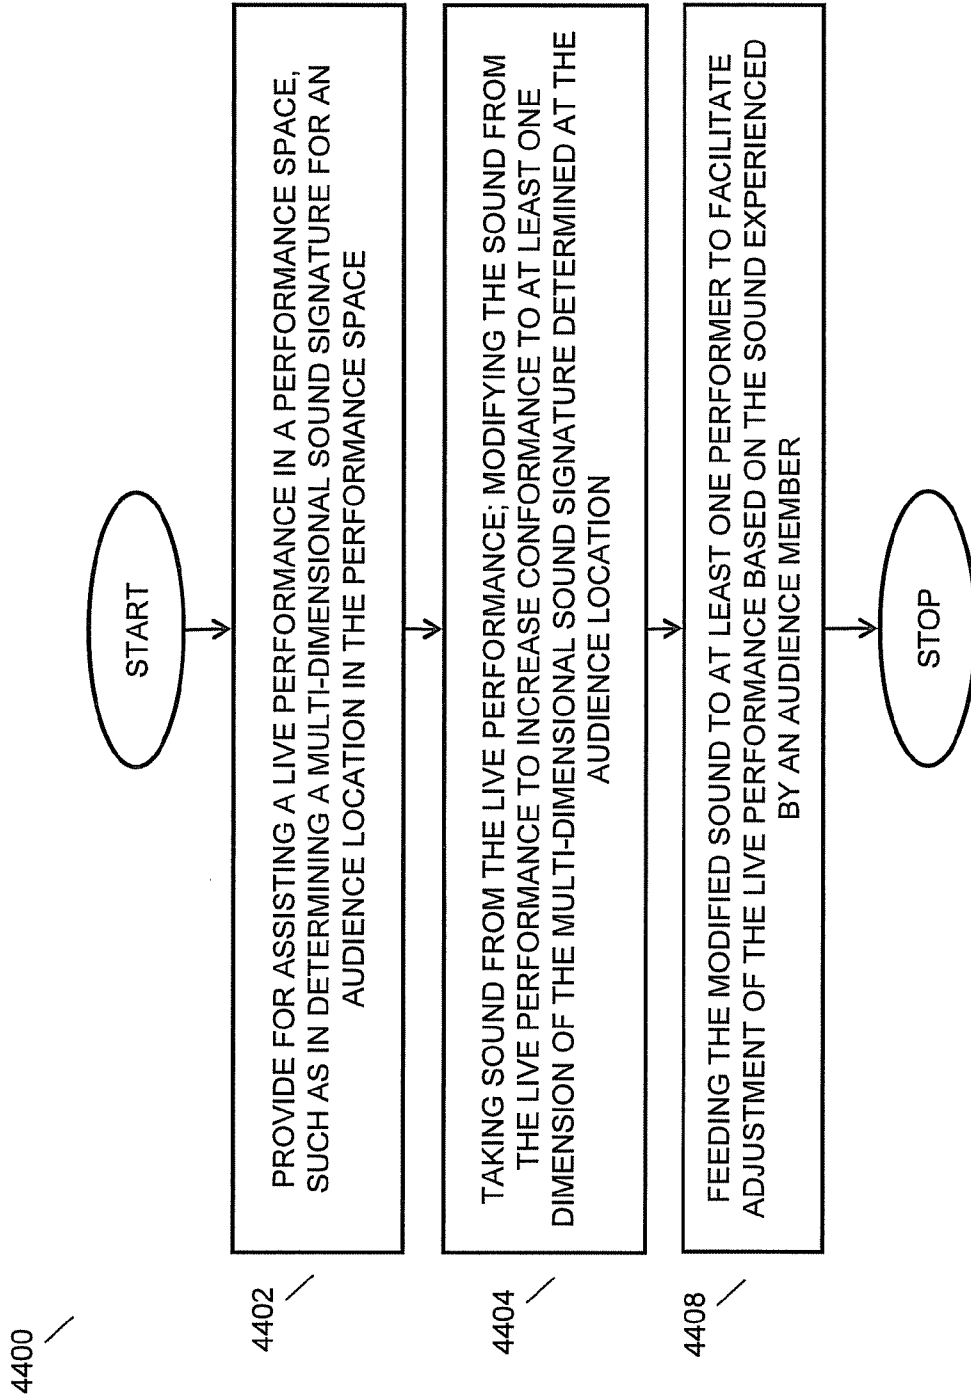 4400
START
4402
PROVIDE FOR ASSISTING A LIVE PERFORMANCE IN A PERFORMANCE SPACE,
SUCH AS IN DETERMINING A MULTI-DIMENSIONAL SOUND SIGNATURE FOR AN
AUDIENCE LOCATION IN THE PERFORMANCE SPACE
4404
TAKING SOUND FROM THE LIVE PERFORMANCE; MODIFYING THE SOUND FROM
THE LIVE PERFORMANCE TO INCREASE CONFORMANCE TO AT LEAST ONE
DIMENSION OF THE MULTI-DIMENSIONAL SOUND SIGNATURE DETERMINED AT THE
AUDIENCE LOCATION
4408
FEEDING THE MODIFIED SOUND TO AT LEAST ONE PERFORMER TO FACILITATE
ADJUSTMENT OF THE LIVE PERFORMANCE BASED ON THE SOUND EXPERIENCED
BY AN AUDIENCE MEMBER
STOP